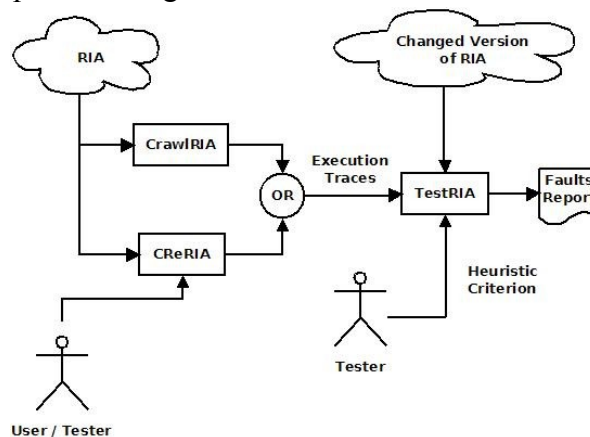 RIA
Changed Version
of RIA
CrawlRIA
Execution
Traces
OR
TestRIA
Faults
Report
CReRIA
Heuristic
Criterion
Tester
User / Tester